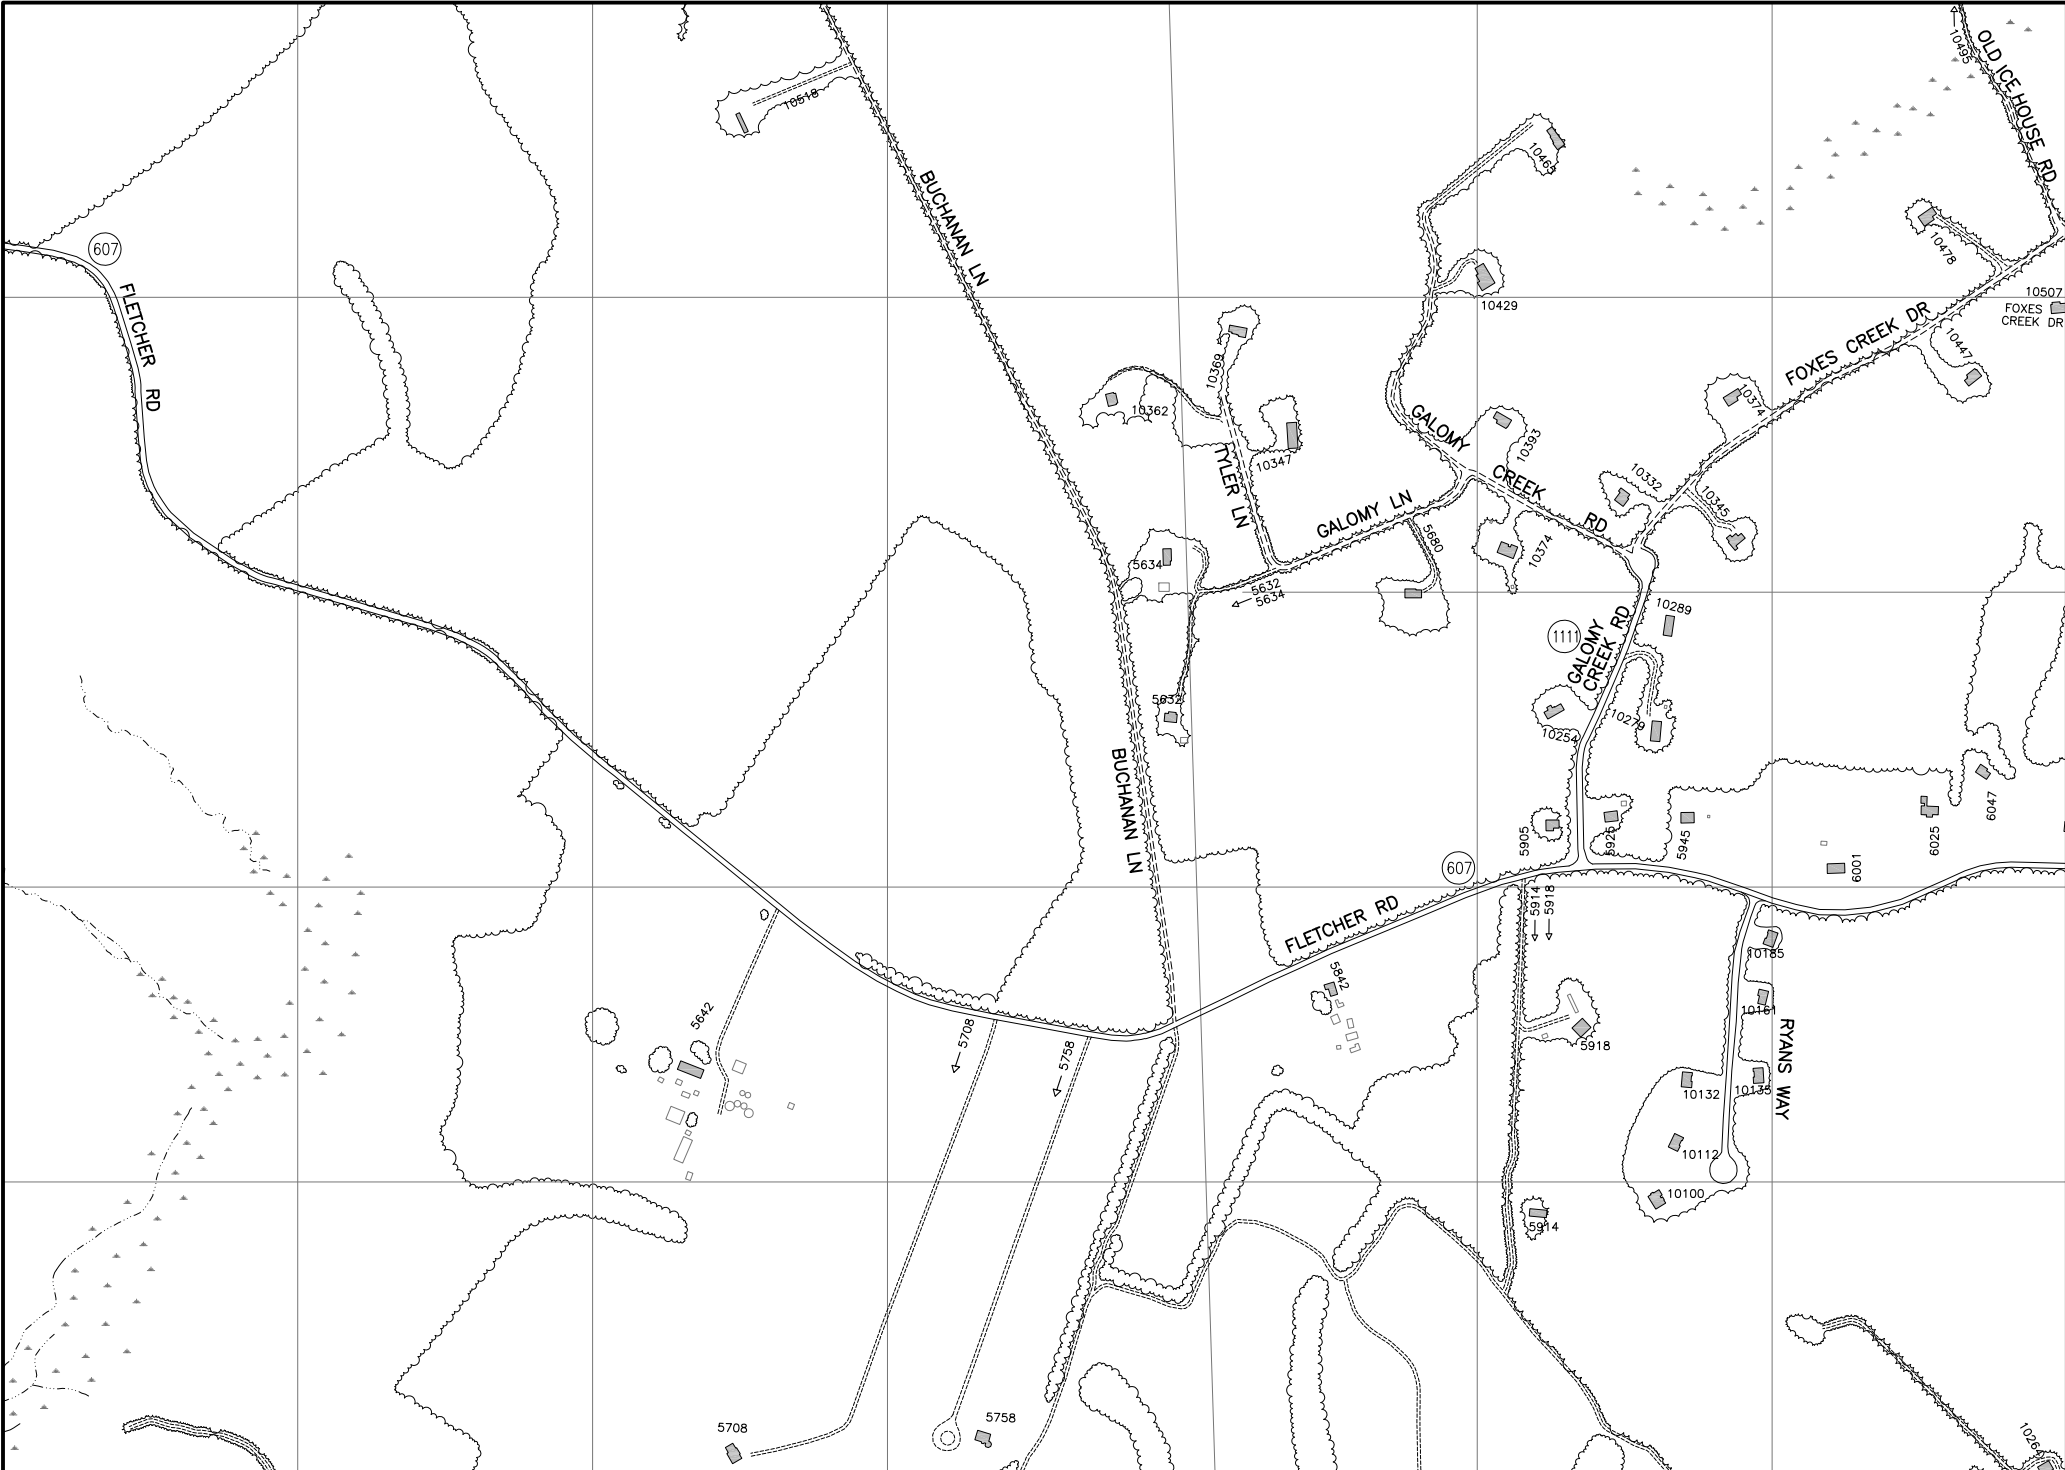 10495
OLD ICE HOUSE RD
10518
10465
BUCHANAN LN
10478
607
FLETCHER
RD
10429
10507
FOXES
CREEK DR
FOXES CREEK DR
10447
10369
10362
10374
GALOMY
CREEK
RD
10393
10347
TYLER LN
10332
10345
GALOMY LN
5680
10374
5634
5632
5634
10289
1111
GALOMY
CREEK RD
5632
10279
10254
BUCHANAN LN
5905
5925
5945
6001
6025
6047
607
FLETCHER RD
5914
5918
10185
5842
10161
RYANS WAY
5642
5708
5758
5918
10132
10135
10112
10100
5914
5708
5758
10264